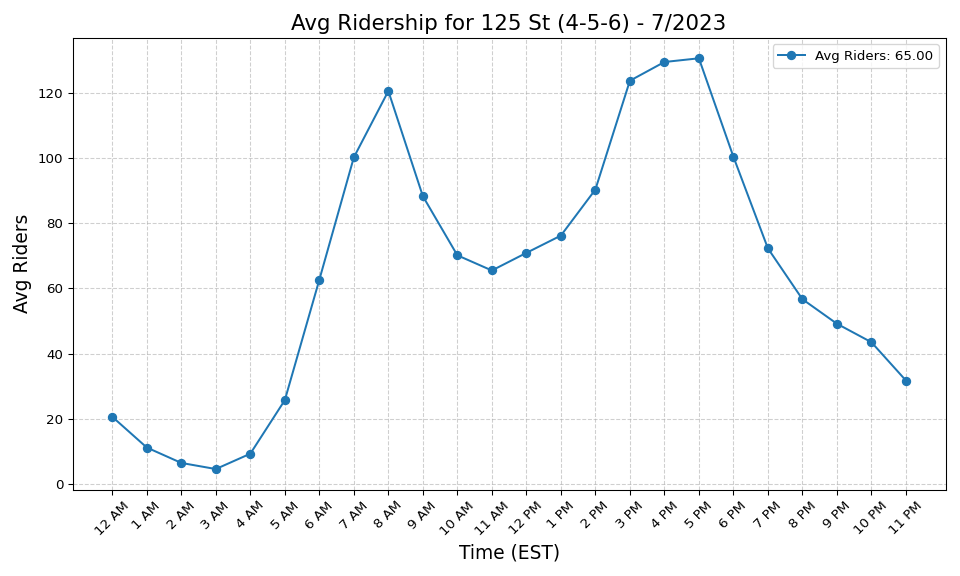 Avg Ridership for 125 St (4-5-6) - 7/2023
Avg Riders: 65.00
Avg Riders
120
100
80
60
40
20
0
12 AM
1 AM
2 AM
3 AM
4 AM
5 AM
6 AM
7 AM
8 AM
9 AM
10 AM
11 AM
12 PM
1 PM
2 PM
3 PM
4 PM
5 PM
6 PM
7 PM
8 PM
9 PM
10 PM
11 PM
Time (EST)